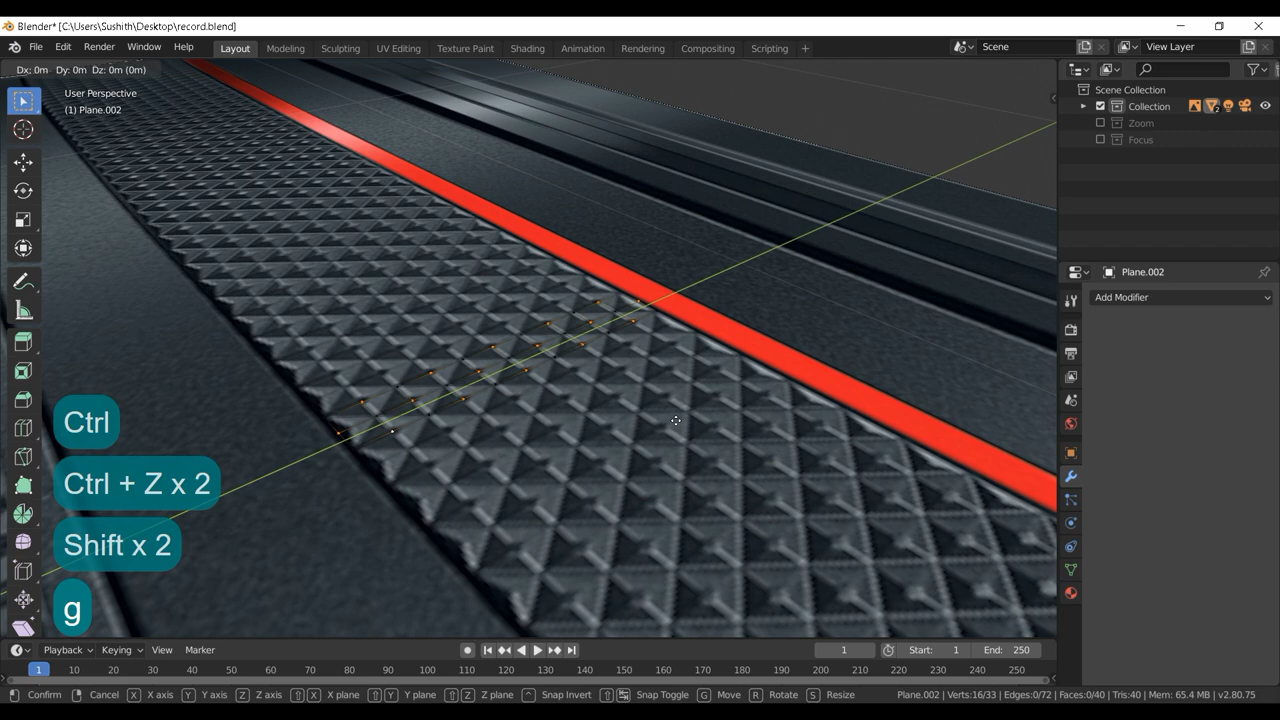 Blender* [C:\Users\Sushith\Desktop\record.blend]
File Edit Render Window Help Layout Modeling Sculpting UV Editing Texture Paint Shading Animation Rendering Compositing Scripting + Scene View Layer
Dx: 0m Dy: 0m Dz: 0m (0m)
User Perspective
(1) Plane.002
Scene Collection
Collection
Zoom
Focus
Plane.002
Add Modifier
Ctrl
Ctrl + Z x 2
Shift x 2
g
Playback Keying View Marker 1 Start: 1 End: 250
1 10 20 30 40 50 60 70 80 90 100 110 120 130 140 150 160 170 180 190 200 210 220 230 240 250
Confirm Cancel X X axis Y Y axis Z Z axis X X plane Y Y plane Z Z plane Snap Invert Snap Toggle G Move R Rotate S Resize Plane.002 | Verts:16/33 | Edges:0/72 | Faces:0/40 | Tris:40 | Mem: 65.4 MB | v2.80.75